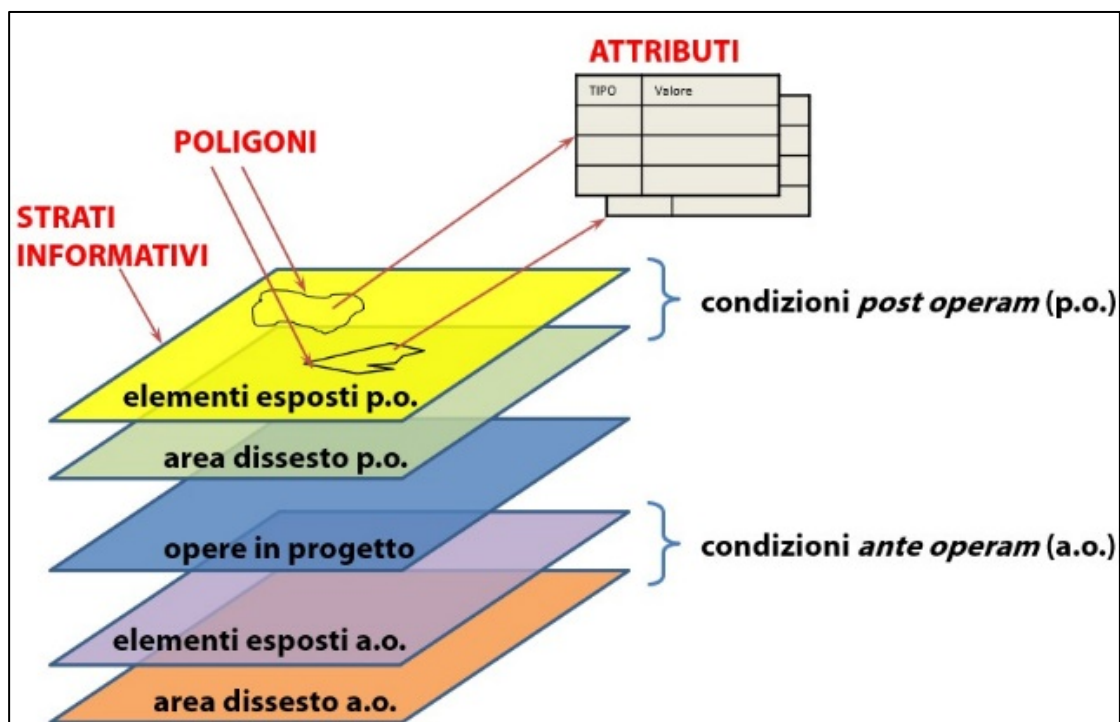 ATTRIBUTI
TIPO Valore
POLIGONI
STRATI
INFORMATIVI
condizioni post operam (p.o.)
elementi esposti p.o.
area dissesto p.o.
opere in progetto
condizioni ante operam (a.o.)
elementi esposti a.o.
area dissesto a.o.